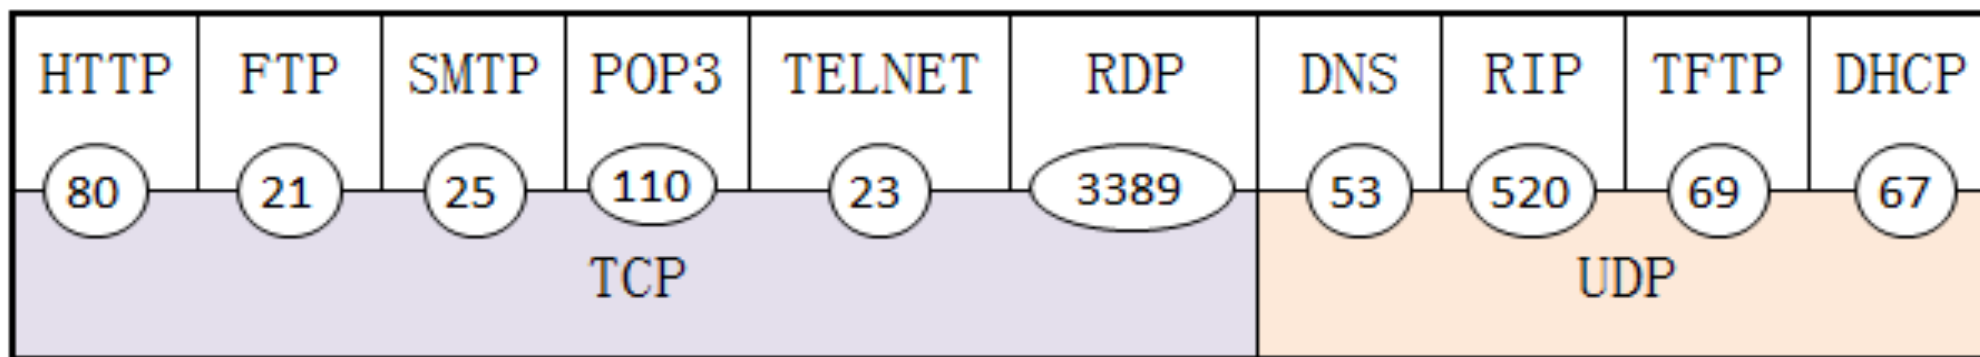 HTTP FTP SMTP POP3 TELNET RDP DNS RIP TFTP DHCP
80 21 25 110 23 3389 53 520 69 67
TCP UDP